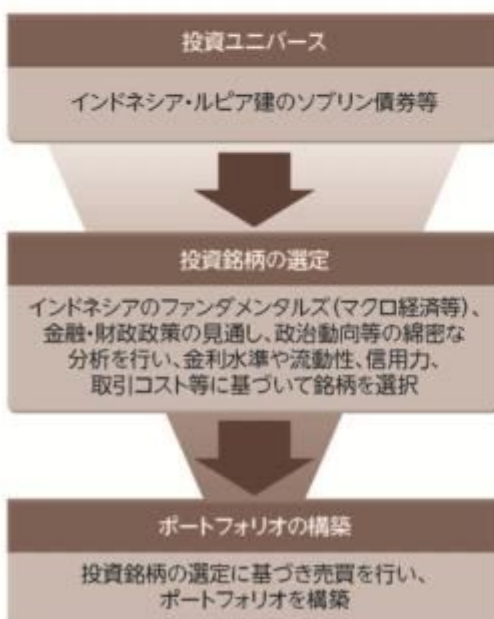 投資ユニバース
インドネシア・ルピア建のソブリン債券等
投資銘柄の選定
インドネシアのファンダメンタルズ(マクロ経済等)、
金融・財政政策の見通し、政治動向等の綿密な
分析を行い、金利水準や流動性、信用力、
取引コスト等に基づいて銘柄を選択
ポートフォリオの構築
投資銘柄の選定に基づき売買を行い、
ポートフォリオを構築